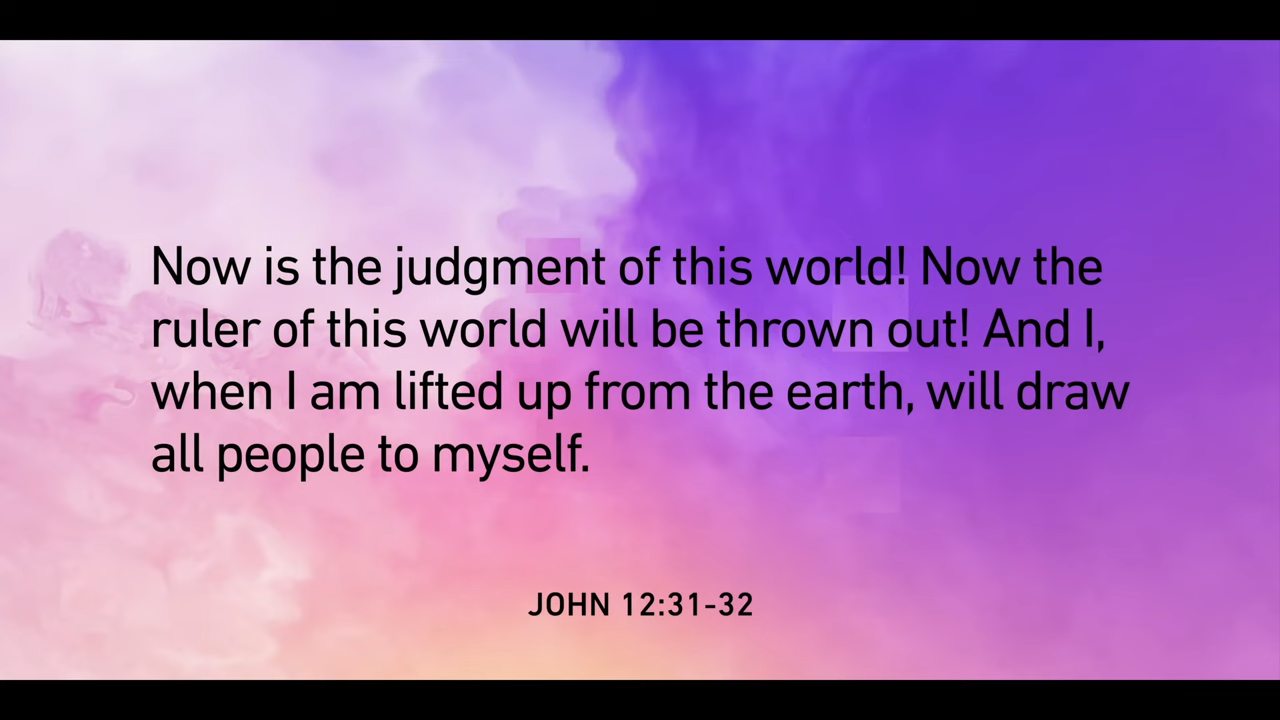 Now is the judgment of this world! Now the
ruler of this world will be thrown out! And I,
when I am lifted up from the earth, will draw
all people to myself.
JOHN 12:31-32